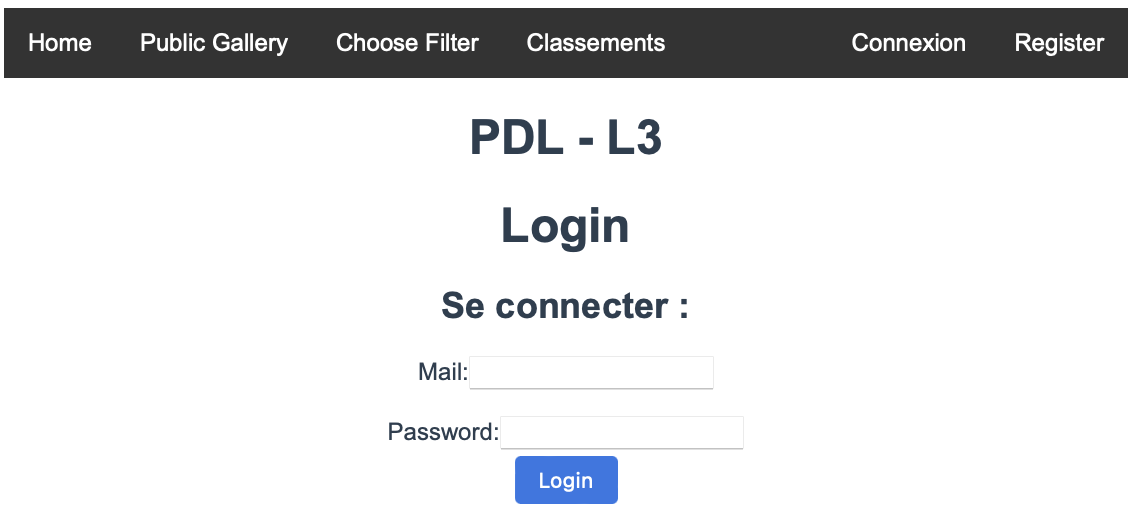 Home Public Gallery Choose Filter Classements Connexion Register
PDL - L3
Login
Se connecter :
Mail:
Password:
Login